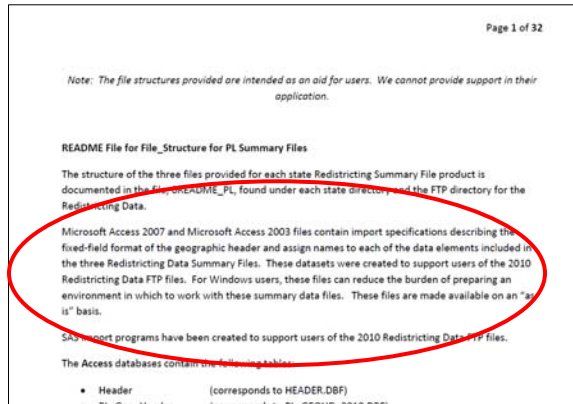 Page 1 of 32
Note: The file structures provided are intended as an aid for users. We cannot provide support in their
application.
README File for File_Structure for PL Summary Files
The structure of the three files provided for each state Redistricting Summary File product is
documented in the file, 0README_PL, found under each state directory and the FTP directory for the
Redistricting Data.
Microsoft Access 2007 and Microsoft Access 2003 files contain import specifications describing the
fixed-field format of the geographic header and assign names to each of the data elements included in
the three Redistricting Data Summary Files. These datasets were created to support users of the 2010
Redistricting Data FTP files. For Windows users, these files can reduce the burden of preparing an
environment in which to work with these summary data files. These files are made available on an "as
is" basis.
SAS import programs have been created to support users of the 2010 Redistricting Data FTP files.
The Access databases contain the following tables:
• Header (corresponds to HEADER.DBF)